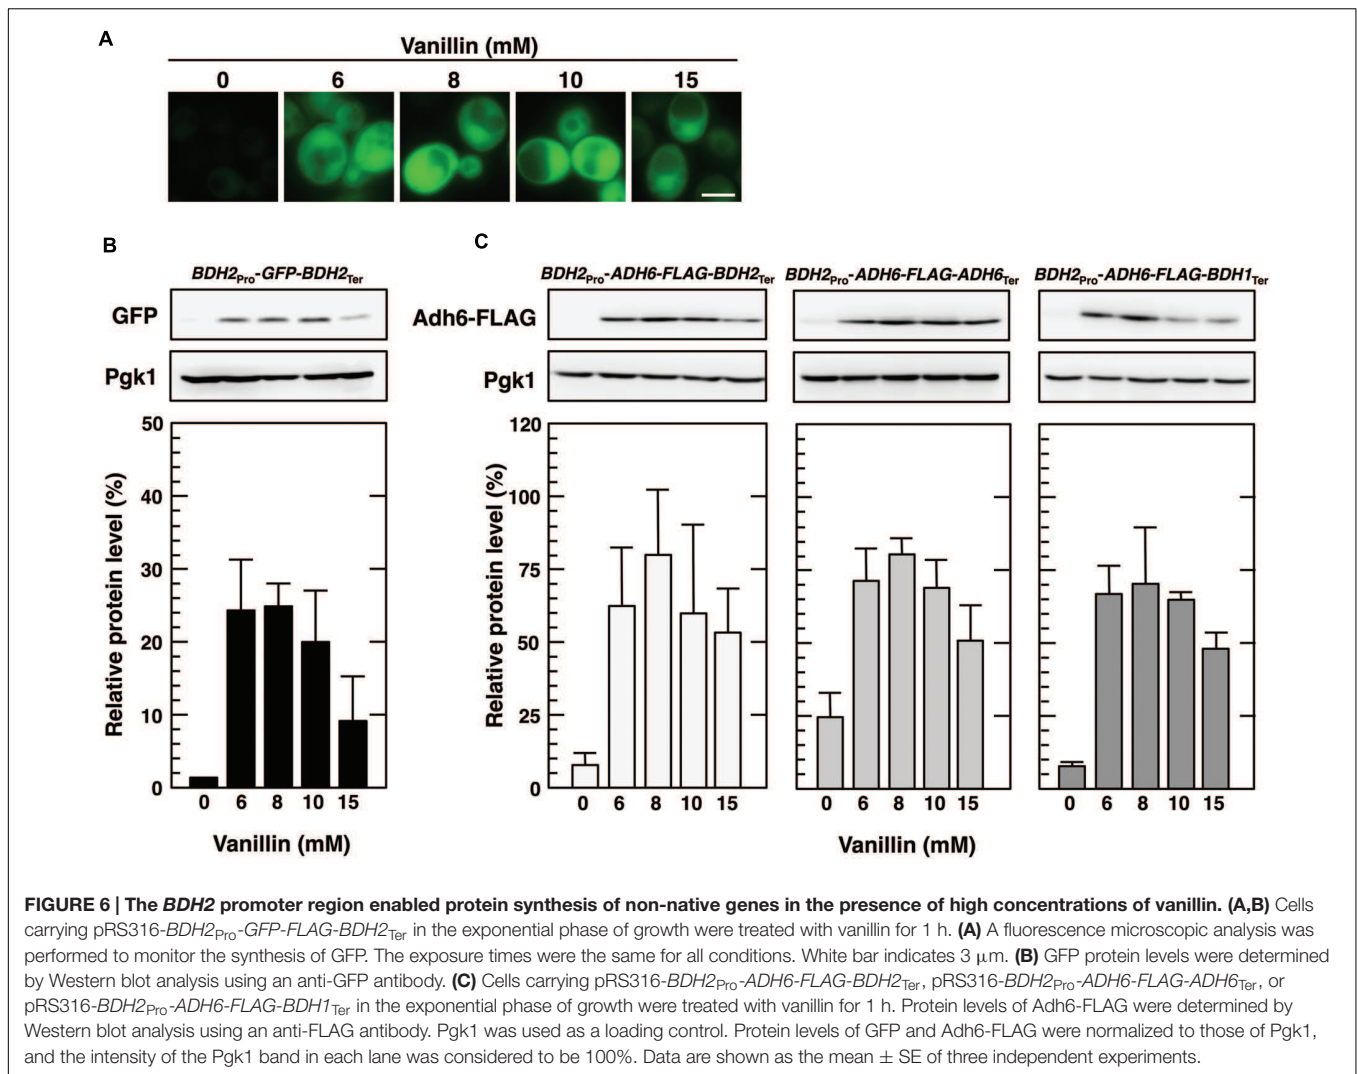 A
Vanillin (mM)
0 6 8 10 15
B
C
BDH2Pro-GFP-BDH2Ter
BDH2Pro-ADH6-FLAG-BDH2Ter
BDH2Pro-ADH6-FLAG-ADH6Ter
BDH2Pro-ADH6-FLAG-BDH1Ter
GFP
Adh6-FLAG
Pgk1
Pgk1
50
40
30
20
10
0
Relative protein level (%)
0 6 8 10 15
Vanillin (mM)
120
100
75
50
25
0
Relative protein level (%)
0 6 8 10 15
0 6 8 10 15
0 6 8 10 15
Vanillin (mM)
FIGURE 6 | The BDH2 promoter region enabled protein synthesis of non-native genes in the presence of high concentrations of vanillin. (A,B) Cells
carrying pRS316-BDH2Pro-GFP-FLAG-BDH2Ter in the exponential phase of growth were treated with vanillin for 1 h. (A) A fluorescence microscopic analysis was
performed to monitor the synthesis of GFP. The exposure times were the same for all conditions. White bar indicates 3 μm. (B) GFP protein levels were determined
by Western blot analysis using an anti-GFP antibody. (C) Cells carrying pRS316-BDH2Pro-ADH6-FLAG-BDH2Ter, pRS316-BDH2Pro-ADH6-FLAG-ADH6Ter, or
pRS316-BDH2Pro-ADH6-FLAG-BDH1Ter in the exponential phase of growth were treated with vanillin for 1 h. Protein levels of Adh6-FLAG were determined by
Western blot analysis using an anti-FLAG antibody. Pgk1 was used as a loading control. Protein levels of GFP and Adh6-FLAG were normalized to those of Pgk1,
and the intensity of the Pgk1 band in each lane was considered to be 100%. Data are shown as the mean ± SE of three independent experiments.